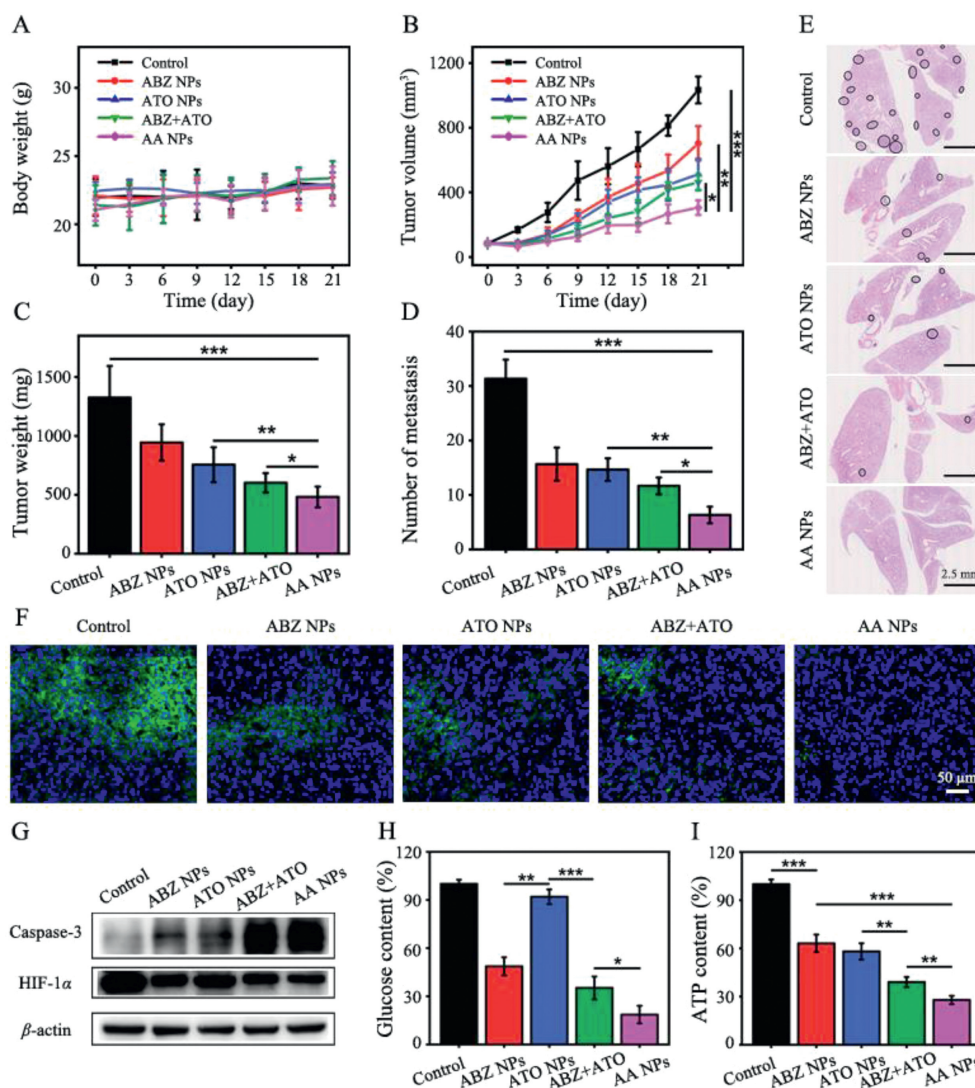 A
Body weight (g)
30
25
20
Control
ABZ NPs
ATO NPs
ABZ+ATO
AA NPs
0 3 6 9 12 15 18 21
Time (day)
B
Tumor volume (mm³)
1200
800
400
0
Control
ABZ NPs
ATO NPs
ABZ+ATO
AA NPs
***
**
*
0 3 6 9 12 15 18 21
Time (day)
E
Control
ABZ NPs
ATO NPs
ABZ+ATO
AA NPs
2.5 mm
C
Tumor weight (mg)
1500
1000
500
0
***
**
*
Control ABZ NPs ATO NPs ABZ+ATO AA NPs
D
Number of metastasis
40
30
20
10
0
***
**
*
Control ABZ NPs ATO NPs ABZ+ATO AA NPs
F
Control ABZ NPs ATO NPs ABZ+ATO AA NPs
50 μm
G
Control ABZ NPs ATO NPs ABZ+ATO AA NPs
Caspase-3
HIF-1α
β-actin
H
Glucose content (%)
120
90
60
30
0
** ***
*
Control ABZ NPs ATO NPs ABZ+ATO AA NPs
I
ATP content (%)
120
90
60
30
0
***
***
**
**
Control ABZ NPs ATO NPs ABZ+ATO AA NPs